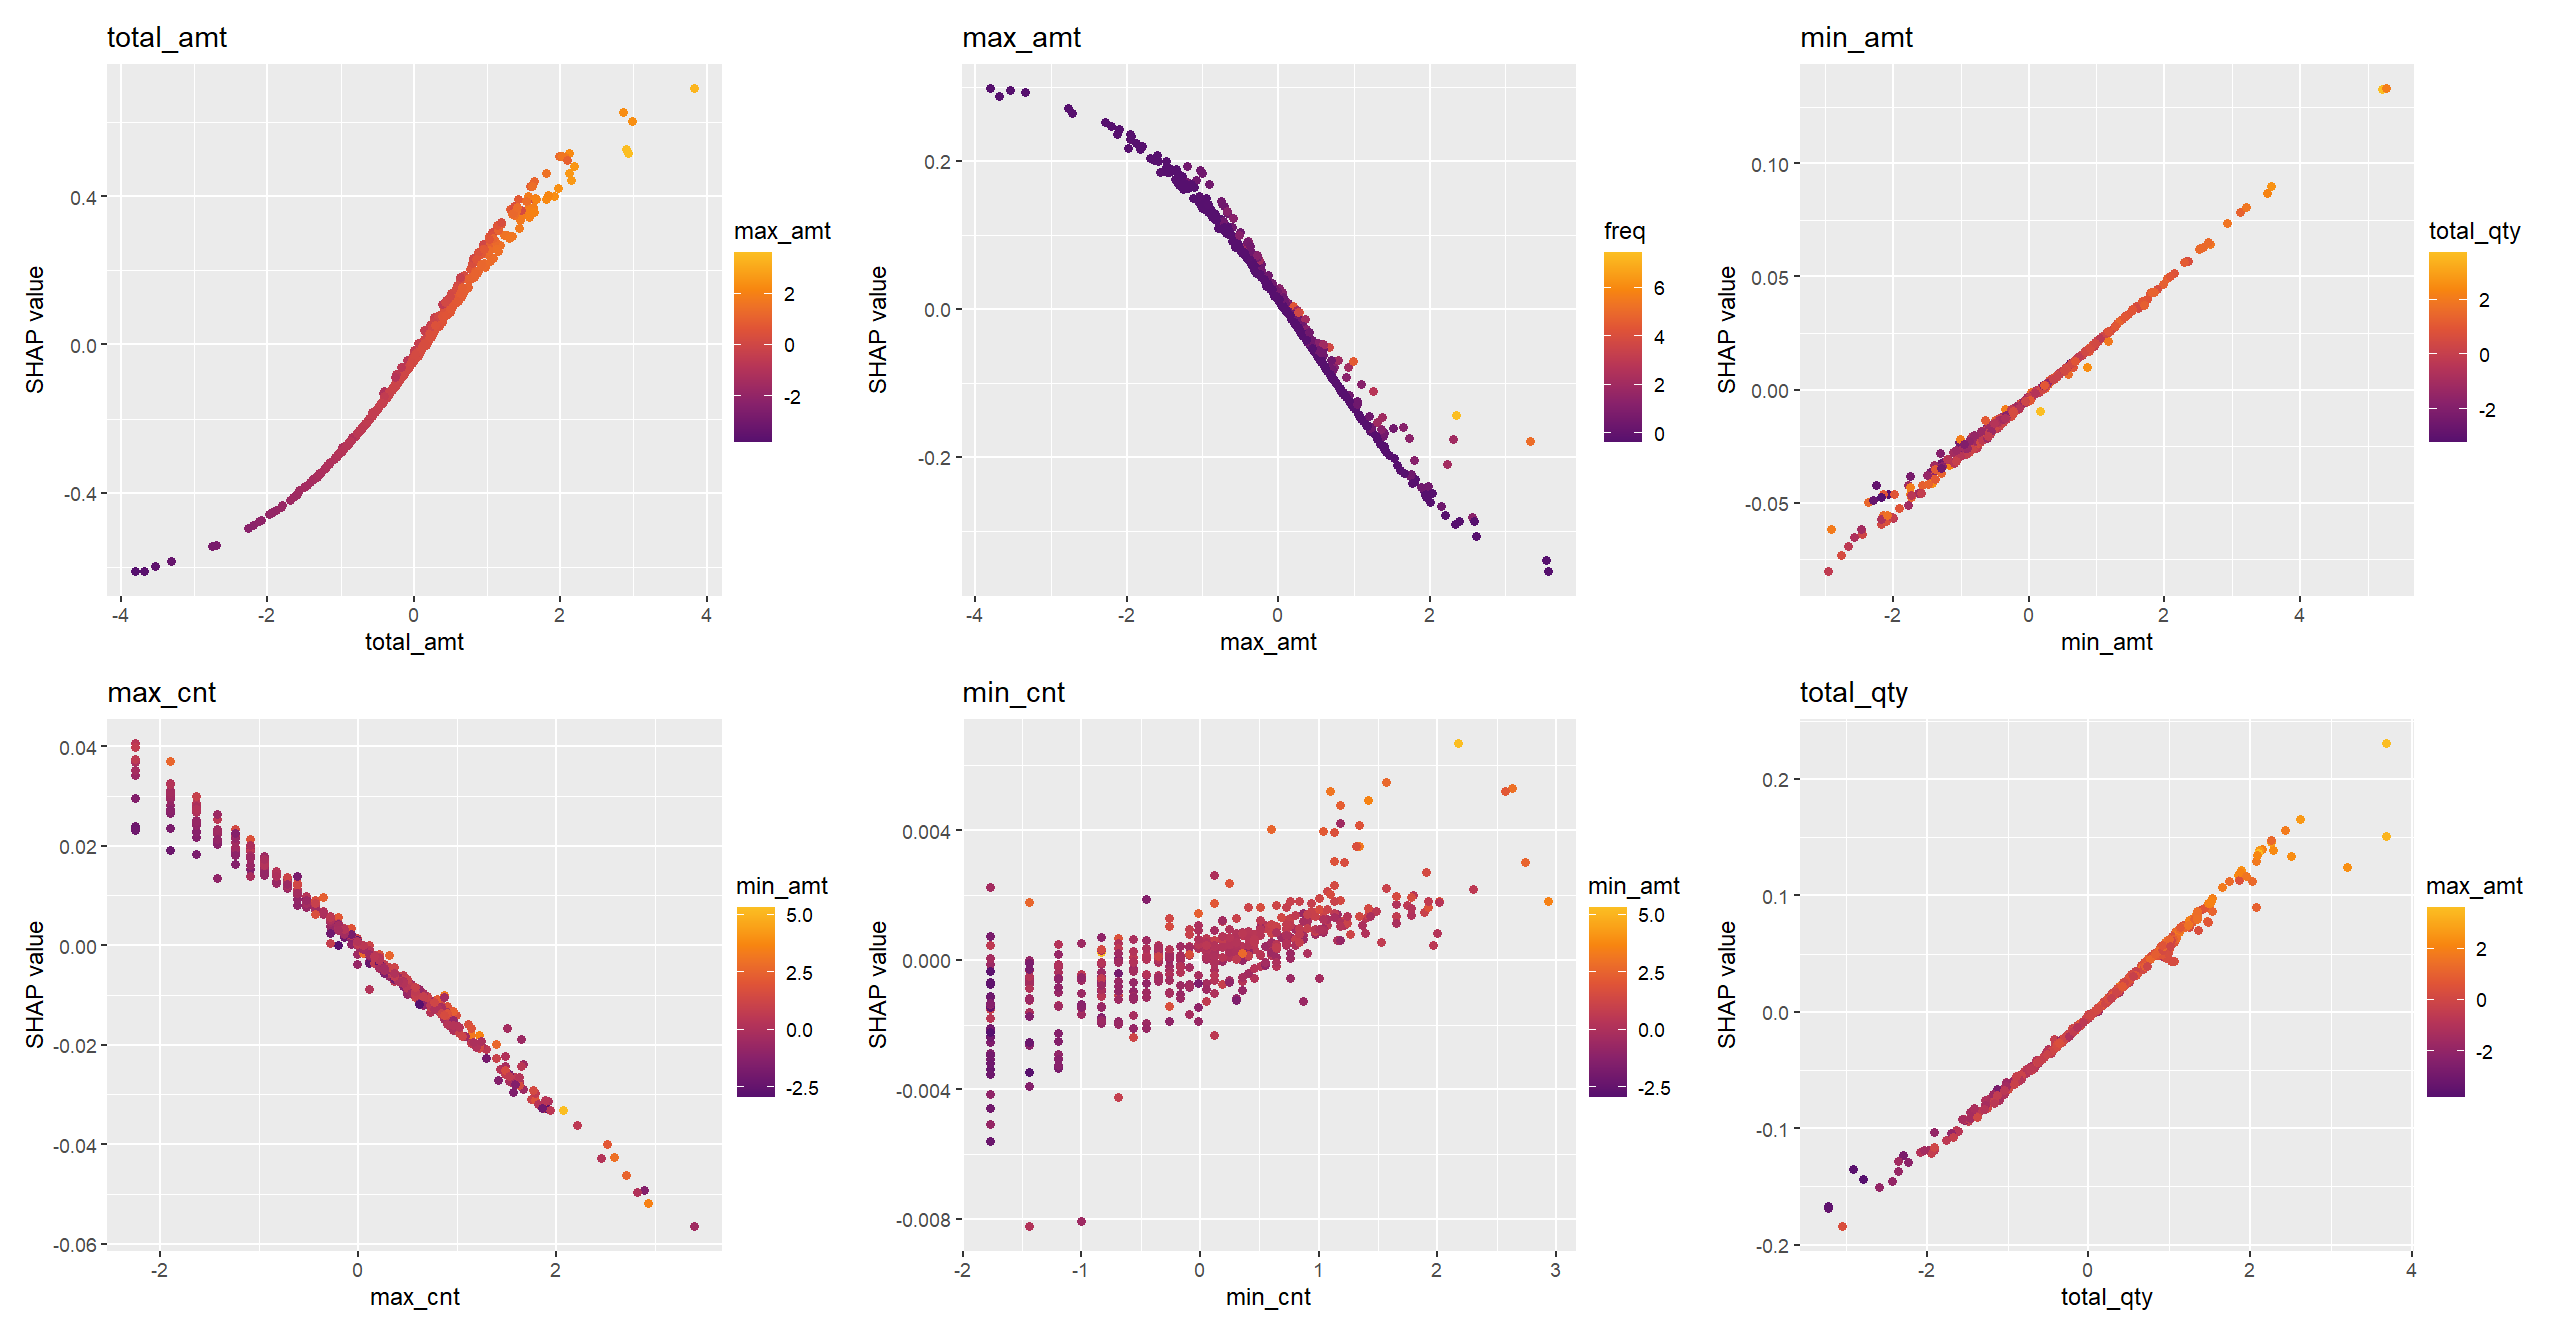 total_amt
SHAP value
0.4
0.0
-0.4
-4 -2 0 2 4
total_amt
max_amt
2
0
-2
max_amt
SHAP value
0.2
0.0
-0.2
-4 -2 0 2
max_amt
freq
6
4
2
0
min_amt
SHAP value
0.10
0.05
0.00
-0.05
-2 0 2 4
min_amt
total_qty
2
0
-2
max_cnt
SHAP value
0.04
0.02
0.00
-0.02
-0.04
-0.06
-2 0 2
max_cnt
min_amt
5.0
2.5
0.0
-2.5
min_cnt
SHAP value
0.004
0.000
-0.004
-0.008
-2 -1 0 1 2 3
min_cnt
min_amt
5.0
2.5
0.0
-2.5
total_qty
SHAP value
0.2
0.1
0.0
-0.1
-0.2
-2 0 2 4
total_qty
max_amt
2
0
-2